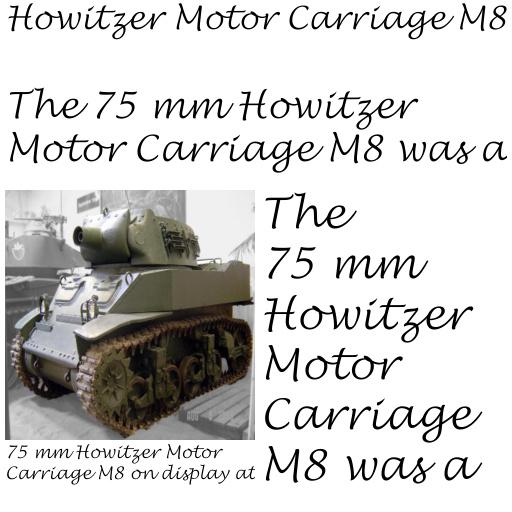 Howitzer Motor Carriage M8
The 75 mm Howitzer
Motor Carriage M8 was a
The
75 mm
Howitzer
Motor
Carriage
M8 was a
75 mm Howitzer Motor
Carriage M8 on display at